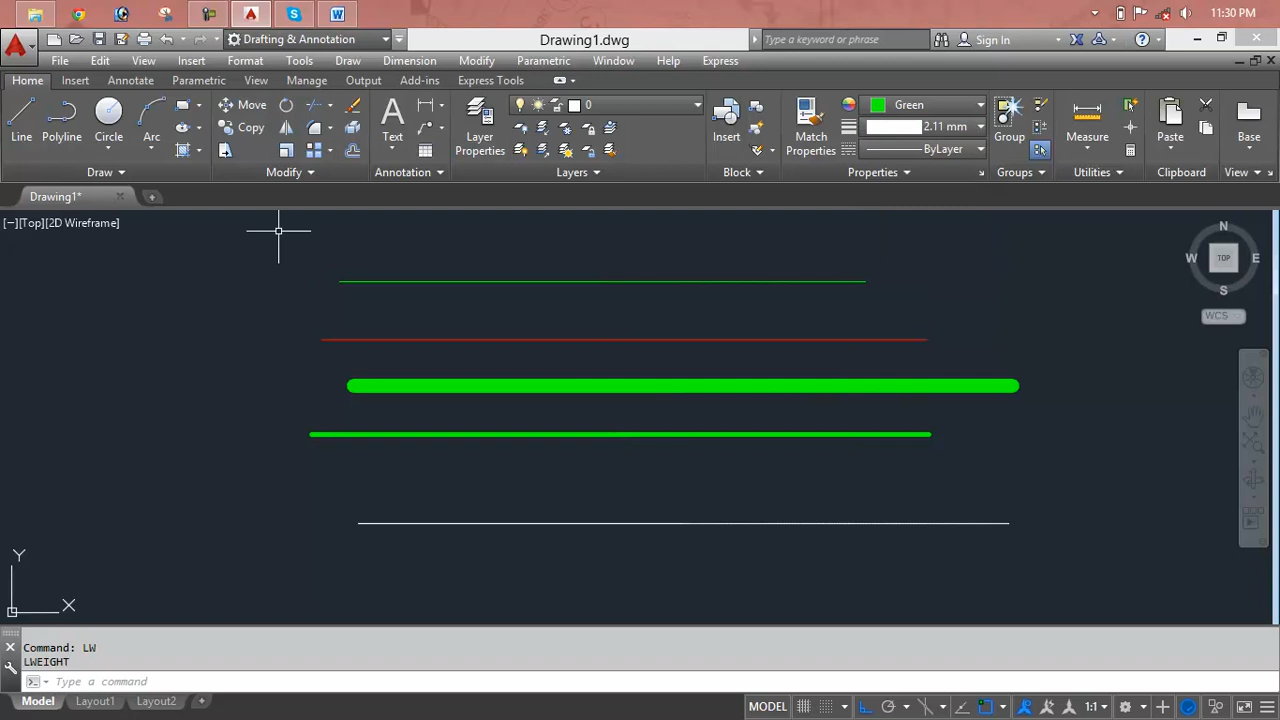 11:30 PM
Drafting & Annotation
Drawing1.dwg
Type a keyword or phrase
Sign In
File Edit View Insert Format Tools Draw Dimension Modify Parametric Window Help Express
Home Insert Annotation Parametric View Manage Output Add-ins Express Tools
Line
Polyline
Circle
Arc
Move
Copy
Text
Layer
Properties
0
Insert
Match
Properties
Green
2.11 mm
ByLayer
Group
Measure
Paste
Base
Draw
Modify
Annotation
Layers
Block
Properties
Groups
Utilities
Clipboard
View
Drawing1*
[−][Top][2D Wireframe]
N
W
TOP
E
S
WCS
Y
X
Command: LW
LWEIGHT
Type a command
Model Layout1 Layout2 +
MODEL
1:1